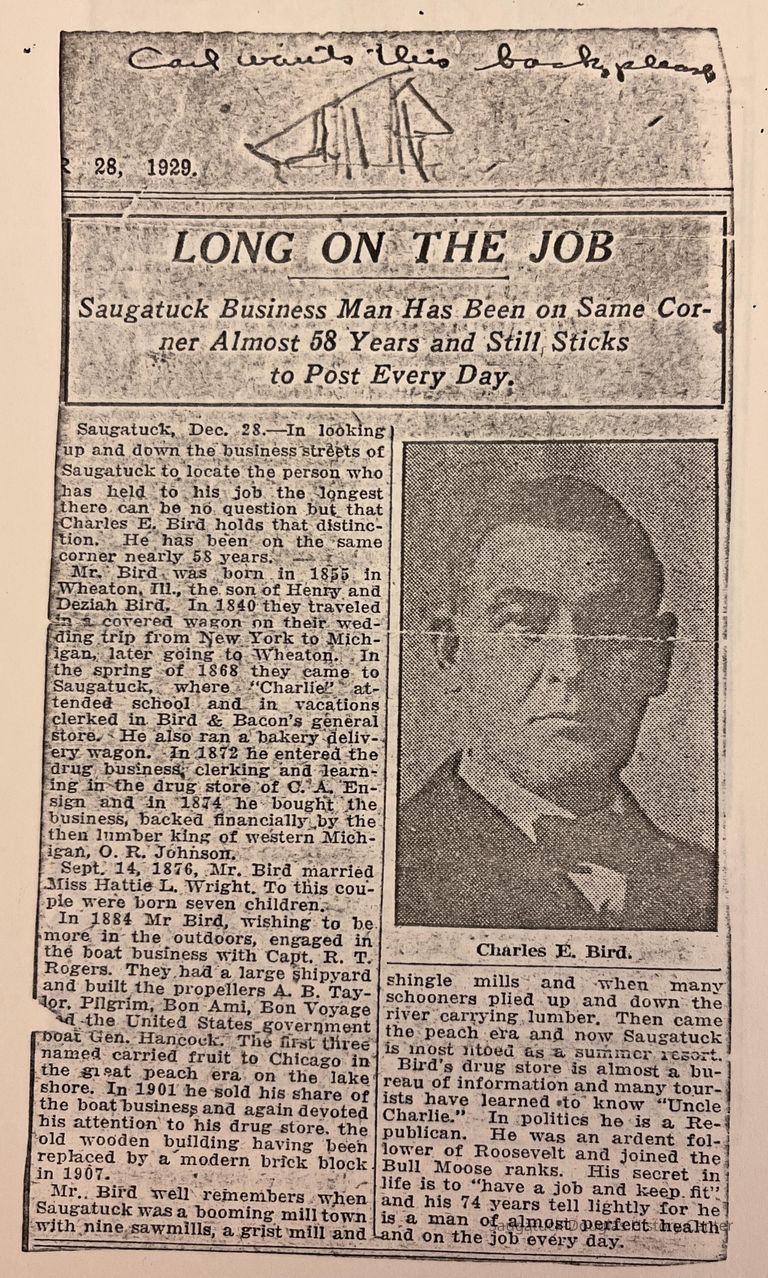 Carl wants this back, please
R 28, 1929.
LONG ON THE JOB
Saugatuck Business Man Has Been on Same Cor-
ner Almost 58 Years and Still Sticks
to Post Every Day.
Saugatuck, Dec. 28.—In looking
up and down the business streets of
Saugatuck to locate the person who
has held to his job the longest
there can be no question but that
Charles E. Bird holds that distinc-
tion. He has been on the same
corner nearly 58 years.
Mr. Bird was born in 1855 in
Wheaton, Ill., the son of Henry and
Deziah Bird. In 1840 they traveled
in a covered wagon on their wed-
ding trip from New York to Mich-
igan, later going to Wheaton. In
the spring of 1868 they came to
Saugatuck, where "Charlie" at-
tended school and in vacations
clerked in Bird & Bacon's general
store. He also ran a bakery deliv-
ery wagon. In 1872 he entered the
drug business, clerking and learn-
ing in the drug store of C. A. En-
sign and in 1874 he bought the
business, backed financially by the
then lumber king of western Mich-
igan, O. R. Johnson.
Sept. 14, 1876, Mr. Bird married
Miss Hattie L. Wright. To this cou-
ple were born seven children.
In 1884 Mr Bird, wishing to be
more in the outdoors, engaged in
the boat business with Capt. R. T.
Rogers. They had a large shipyard
and built the propellers A. B. Tay-
lor, Pilgrim, Bon Ami, Bon Voyage
ad the United States government
boat Gen. Hancock. The first three
named carried fruit to Chicago in
the great peach era on the lake
shore. In 1901 he sold his share of
the boat business and again devoted
his attention to his drug store. the
old wooden building having been
replaced by a modern brick block
in 1907.
Mr. Bird well remembers when
Saugatuck was a booming mill town
with nine sawmills, a grist mill and
Charles E. Bird.
shingle mills and when many
schooners plied up and down the
river carrying lumber. Then came
the peach era and now Saugatuck
is most ntoed as a summer resort.
Bird's drug store is almost a bu-
reau of information and many tour-
ists have learned to know "Uncle
Charlie." In politics he is a Re-
publican. He was an ardent fol-
lower of Roosevelt and joined the
Bull Moose ranks. His secret in
life is to "have a job and keep fit"
and his 74 years tell lightly for he
is a man of almost perfect health
and on the job every day.